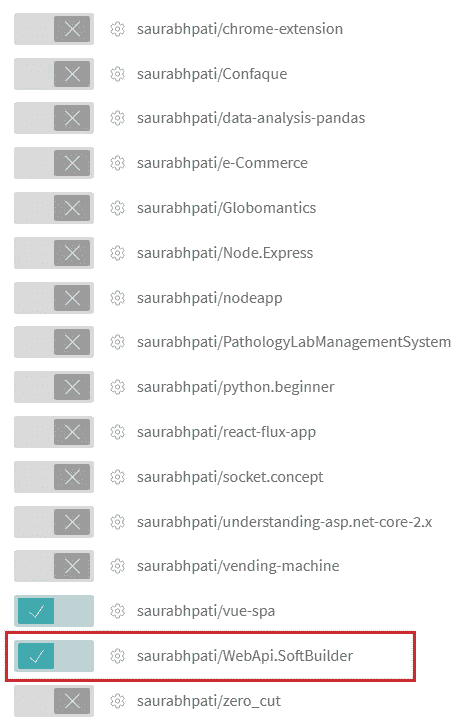 saurabhpati/chrome-extension
saurabhpati/Confaque
saurabhpati/data-analysis-pandas
saurabhpati/e-Commerce
saurabhpati/Globomantics
saurabhpati/Node.Express
saurabhpati/nodeapp
saurabhpati/PathologyLabManagementSystem
saurabhpati/python.beginner
saurabhpati/react-flux-app
saurabhpati/socket.concept
saurabhpati/understanding-asp.net-core-2.x
saurabhpati/vending-machine
saurabhpati/vue-spa
saurabhpati/WebApi.SoftBuilder
saurabhpati/zero_cut